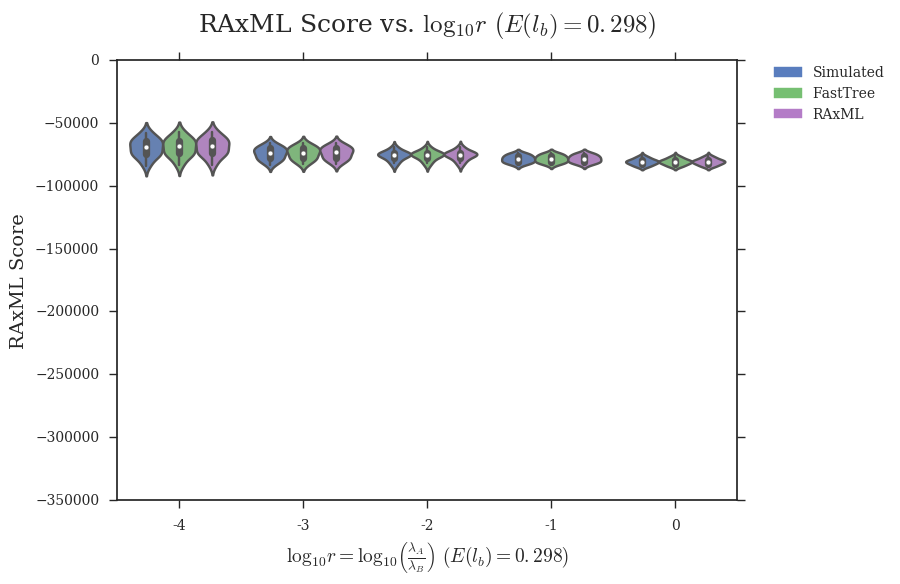 RAxML Score vs. log₁₀r (E(l_b) = 0.298)
Simulated
FastTree
RAxML
RAxML Score
0
−50000
−100000
−150000
−200000
−250000
−300000
−350000
-4
-3
-2
-1
0
log₁₀r = log₁₀(λ_A/λ_B) (E(l_b) = 0.298)